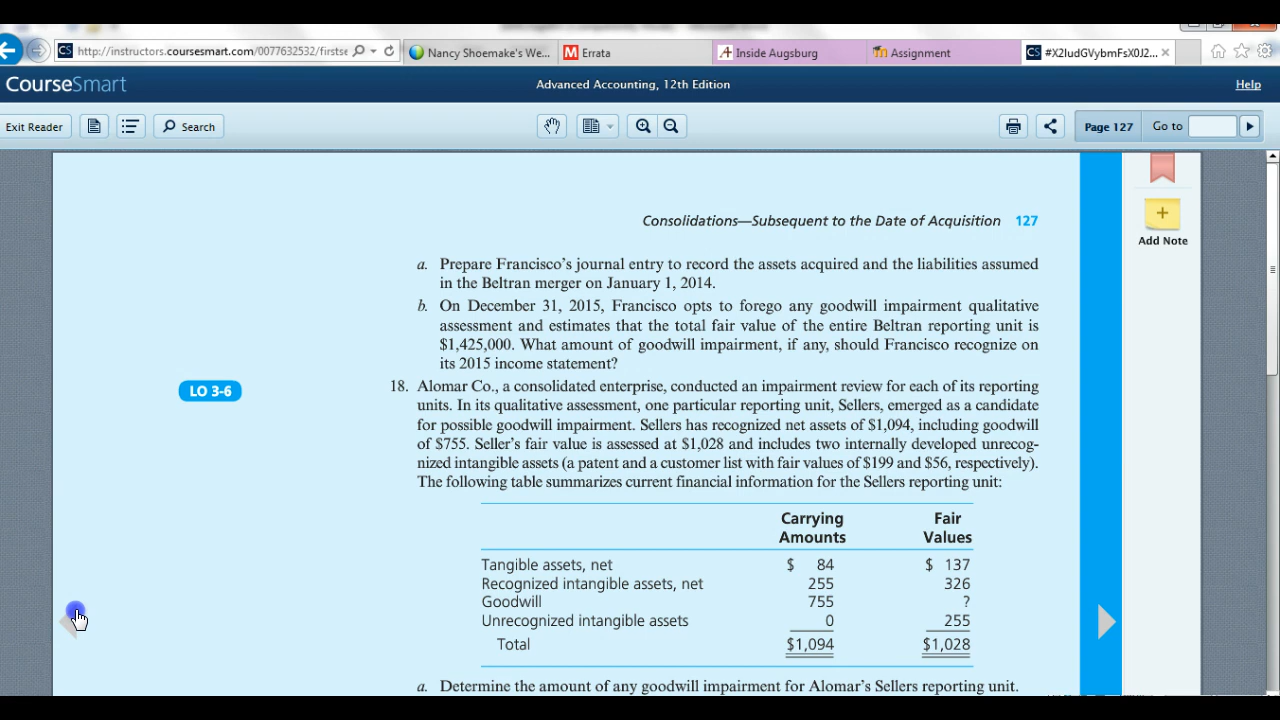 http://instructors.coursesmart.com/0077632532/firstse
Nancy Shoemake's We...
Errata
Inside Augsburg
Assignment
#X2ludGVybmFsX0J2...
CourseSmart
Advanced Accounting, 12th Edition
Help
Exit Reader
Search
Page 127
Go to
Consolidations—Subsequent to the Date of Acquisition 127
Add Note
a. Prepare Francisco's journal entry to record the assets acquired and the liabilities assumed
in the Beltran merger on January 1, 2014.
b. On December 31, 2015, Francisco opts to forego any goodwill impairment qualitative
assessment and estimates that the total fair value of the entire Beltran reporting unit is
$1,425,000. What amount of goodwill impairment, if any, should Francisco recognize on
its 2015 income statement?
LO 3-6
18. Alomar Co., a consolidated enterprise, conducted an impairment review for each of its reporting
units. In its qualitative assessment, one particular reporting unit, Sellers, emerged as a candidate
for possible goodwill impairment. Sellers has recognized net assets of $1,094, including goodwill
of $755. Seller's fair value is assessed at $1,028 and includes two internally developed unrecog-
nized intangible assets (a patent and a customer list with fair values of $199 and $56, respectively).
The following table summarizes current financial information for the Sellers reporting unit:
Carrying Fair
Amounts Values
Tangible assets, net $ 84 $ 137
Recognized intangible assets, net 255 326
Goodwill 755 ?
Unrecognized intangible assets 0 255
Total $1,094 $1,028
a. Determine the amount of any goodwill impairment for Alomar's Sellers reporting unit.